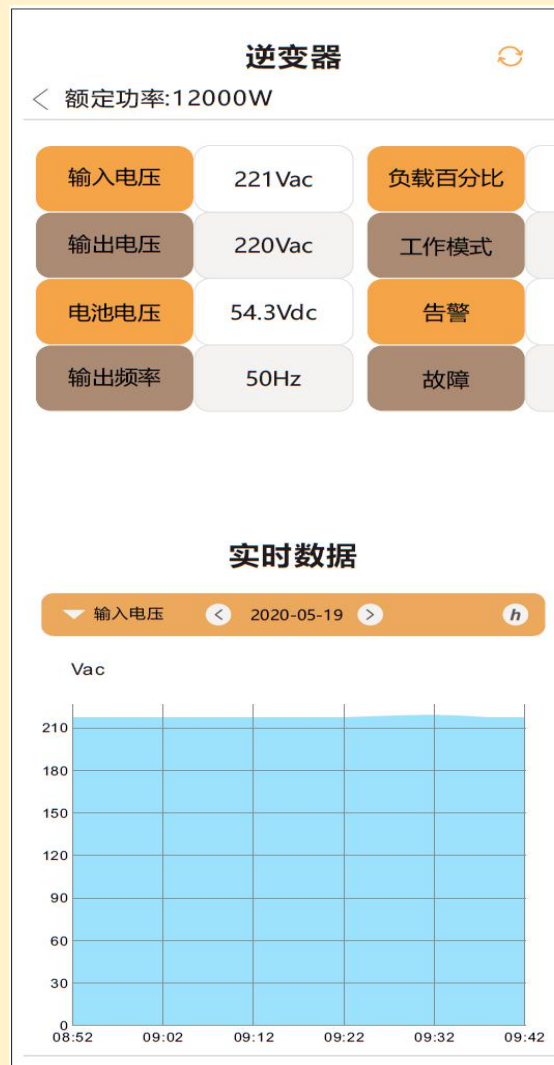 逆变器
额定功率:12000W
输入电压 221Vac 负载百分比
输出电压 220Vac 工作模式
电池电压 54.3Vdc 告警
输出频率 50Hz 故障
实时数据
输入电压 < 2020-05-19 > h
Vac
210
180
150
120
90
60
30
0
08:52 09:02 09:12 09:22 09:32 09:42